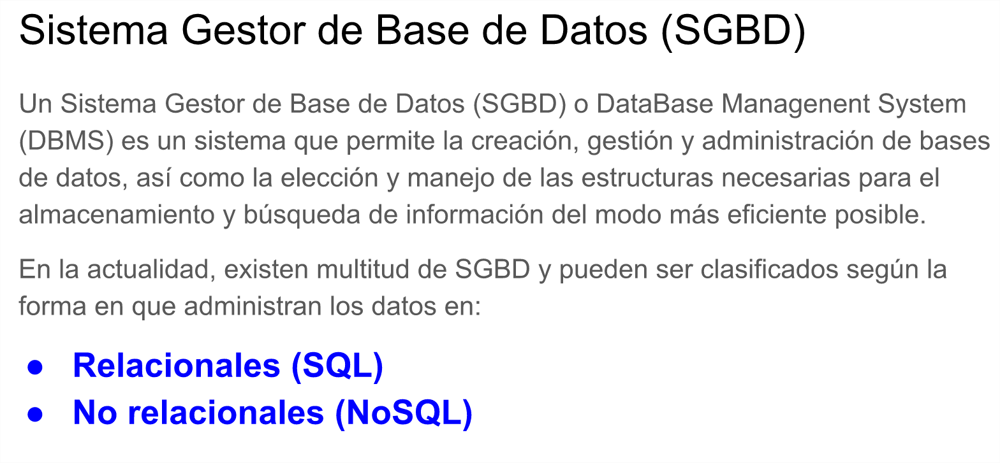 Sistema Gestor de Base de Datos (SGBD)
Un Sistema Gestor de Base de Datos (SGBD) o DataBase Managenent System
(DBMS) es un sistema que permite la creación, gestión y administración de bases
de datos, así como la elección y manejo de las estructuras necesarias para el
almacenamiento y búsqueda de información del modo más eficiente posible.
En la actualidad, existen multitud de SGBD y pueden ser clasificados según la
forma en que administran los datos en:
● Relacionales (SQL)
● No relacionales (NoSQL)